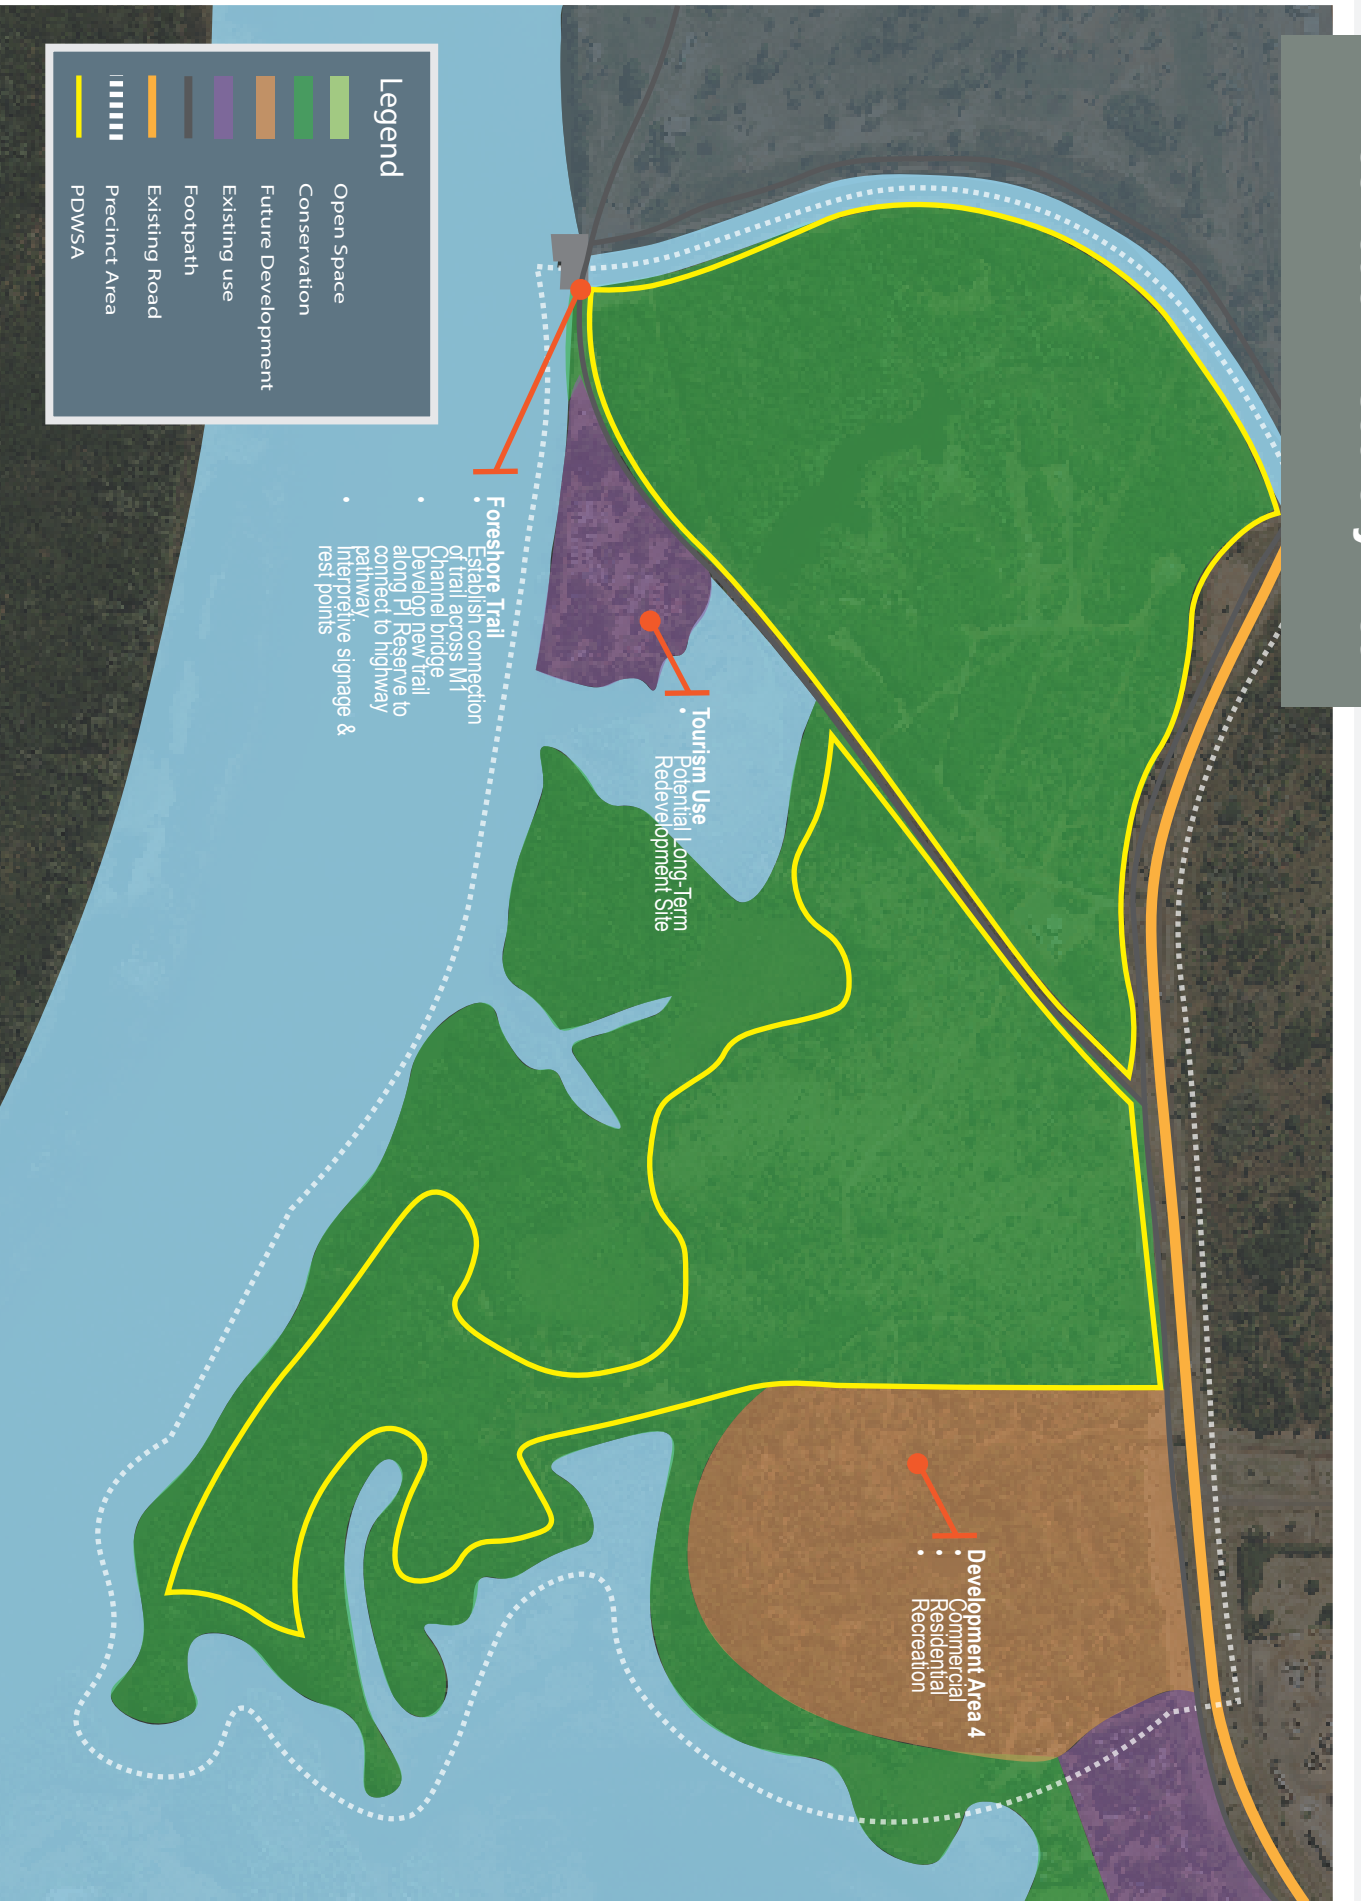 Legend
Open Space
Conservation
Future Development
Existing use
Footpath
Existing Road
Precinct Area
PDWSA
Foreshore Trail
• Establish connection
of trail across M1
Channel bridge
• Develop new trail
along PI Reserve to
connect to highway
pathway
• Interpretive signage &
rest points
Tourism Use
• Potential Long-Term
Redevelopment Site
Development Area 4
• Commercial
• Residential
• Recreation